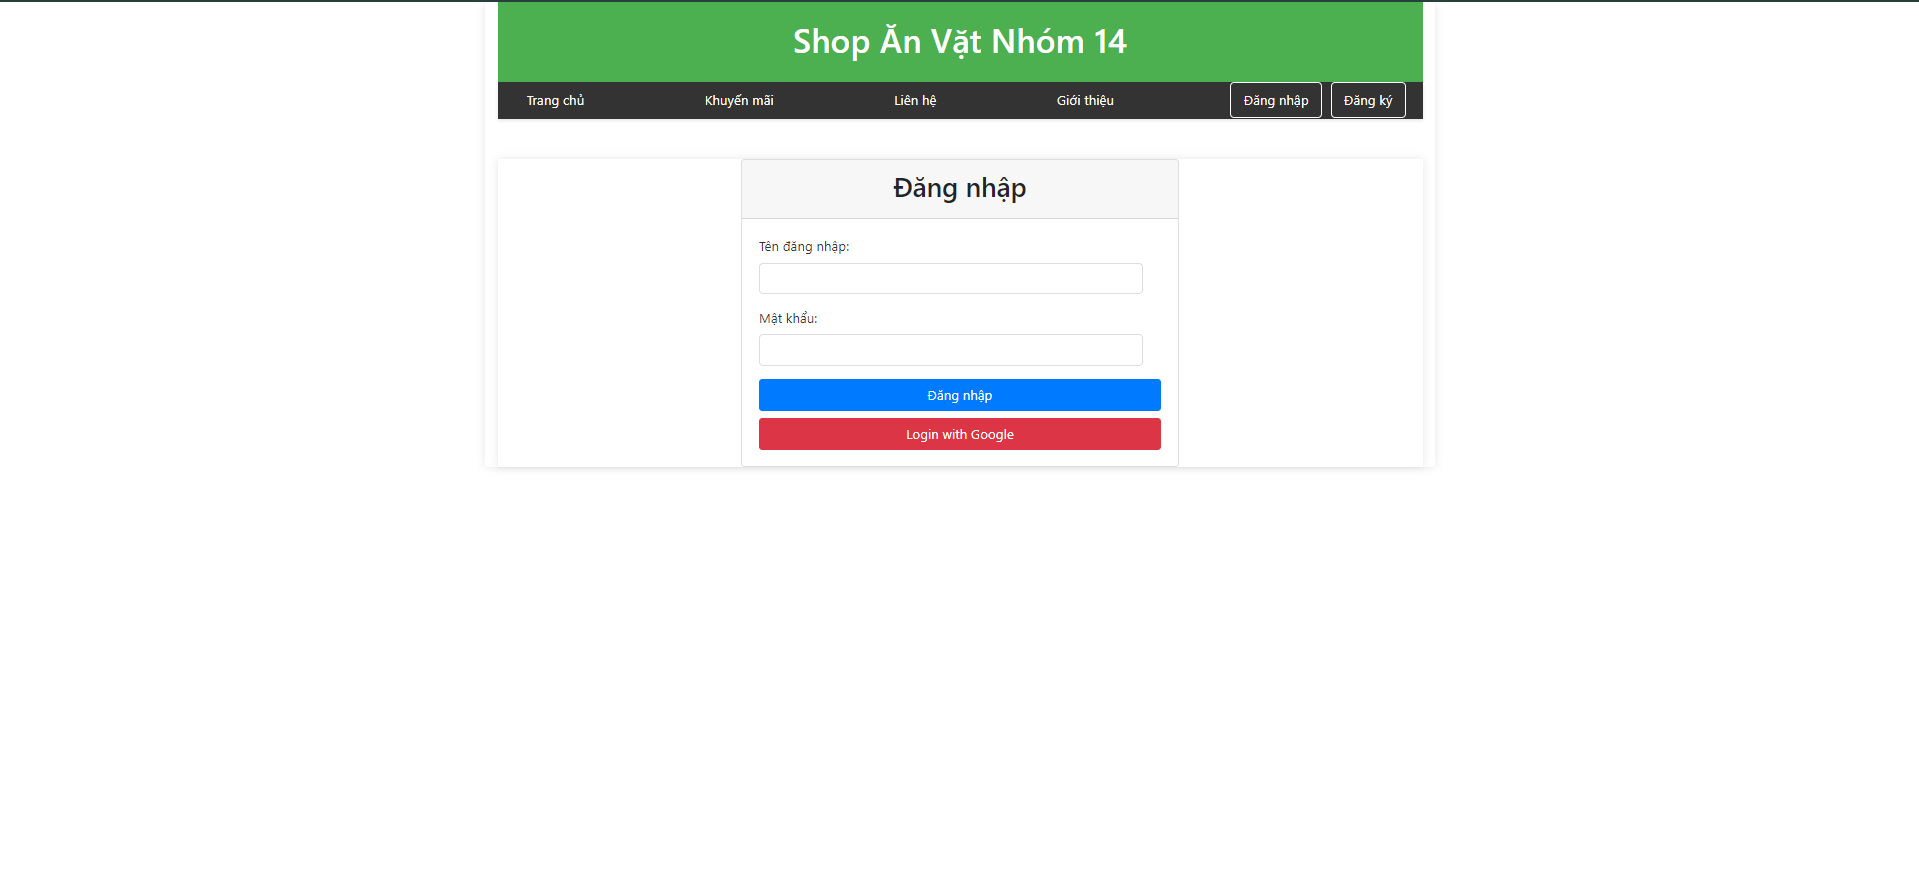 Shop Ăn Vặt Nhóm 14
Trang chủ Khuyến mãi Liên hệ Giới thiệu Đăng nhập Đăng ký
Đăng nhập
Tên đăng nhập:
Mật khẩu:
Đăng nhập
Login with Google